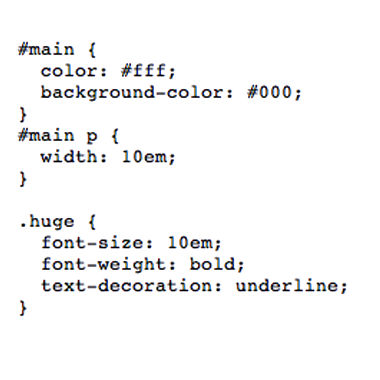 #main {
  color: #fff;
  background-color: #000;
}
#main p {
  width: 10em;
}

.huge {
  font-size: 10em;
  font-weight: bold;
  text-decoration: underline;
}